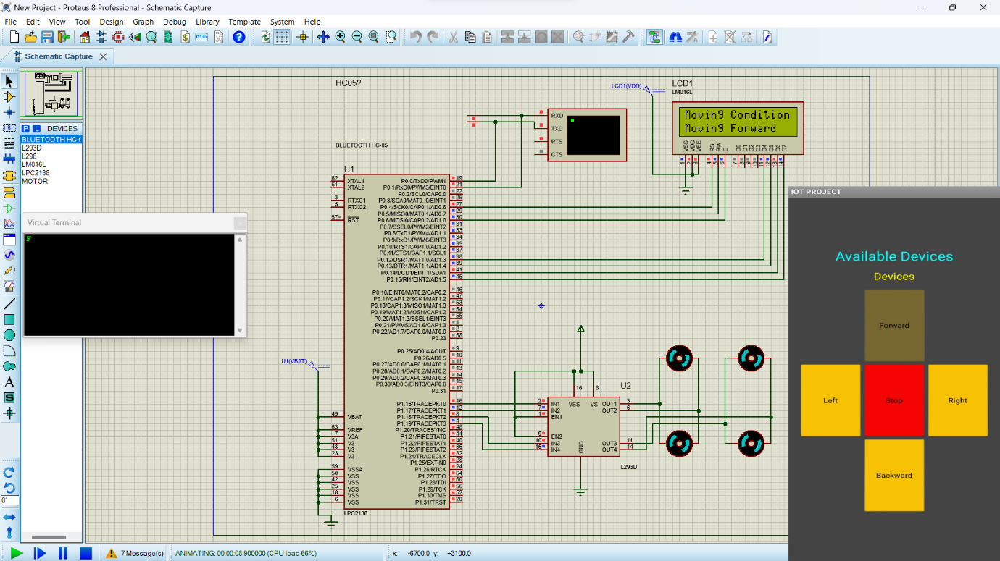 New Project - Proteus 8 Professional - Schematic Capture
File Edit View Tool Design Graph Debug Library Template System Help
Schematic Capture
P L DEVICES
BLUETOOTH HC-
L293D
L298
LM016L
LPC2138
MOTOR
HC05?
BLUETOOTH HC-05
RXD
TXD
RTS
CTS
LCD1(VDD)
LCD1
LM016L
Moving Condition
Moving Forward
VSS VDD VEE RS RW E D0 D1 D2 D3 D4 D5 D6 D7
1 2 3 4 5 6 7 8 9 10 11 12 13 14
U1
62 XTAL1 P0.0/TxD0/PWM1 19
61 XTAL2 P0.1/RxD0/PWM3/EINT0 21
P0.2/SCL0/CAP0.0 22
3 RTXC1 P0.3/SDA0/MAT0..0/EINT1 26
5 RTXC2 P0.4/SCK0/CAP0.1/AD0.6 27
P0.5/MISO0/MAT0.1/AD0.7 29
57 RST P0.6/MOSI0/CAP0.2/AD1.0 30
P0.7/SSEL0/PWM2/EINT2 31
P0.8/TxD1/PWM4/AD1.1 33
P0.9/RxD1/PWM6/EINT3 34
P0.10/RTS1/CAP1.0/AD1.2 35
P0.11/CTS1/CAP1.1/SCL1 37
P0.12/DSR1/MAT1.0/AD1.3 38
P0.13/DTR1/MAT1.1/AD1.4 39
P0.14/DCD1/EINT1/SDA1 41
P0.15/RI1/EINT2/AD1.5 45
P0.16/EINT0/MAT0.2/CAP0.2 46
P0.17/CAP1.2/SCK1/MAT1.2 47
P0.18/CAP1.3/MISO1/MAT1.3 53
P0.19/MAT1.2/MOSI1/CAP1.2 54
P0.20/MAT1.3/SSEL1/EINT3 55
P0.21/PWM5/AD1.6/CAP1.3 1
P0.22/AD1.7/CAP0.0/MAT0.0 2
P0.23 58
P0.25/AD0.4/AOUT 9
P0.26/AD0.5 10
P0.27/AD0.0/CAP0.1/MAT0.1 11
P0.28/AD0.1/CAP0.2/MAT0.2 13
P0.29/AD0.2/CAP0.3/MAT0.3 14
P0.30/AD0.3/EINT3/CAP0.0 15
P0.31 17
P1.16/TRACEPKT0 16
P1.17/TRACEPKT1 12
49 VBAT P1.18/TRACEPKT2 8
P1.19/TRACEPKT3 4
63 VREF P1.20/TRACESYNC 48
7 V3A P1.21/PIPESTAT0 44
51 V3 P1.22/PIPESTAT1 40
43 V3 P1.23/PIPESTAT2 36
23 V3 P1.24/TRACECLK 32
P1.25/EXTIN0 28
59 VSSA P1.26/RTCK 24
50 VSS P1.27/TDO 64
42 VSS P1.28/TDI 60
25 VSS P1.29/TCK 56
18 VSS P1.30/TMS 52
6 VSS P1.31/TRST 20
LPC2138
U1(VBAT)
Virtual Terminal
F
U2
16 8
2 IN1 VSS VS OUT1 3
7 IN2 OUT2 6
1 EN1
9 EN2
10 IN3 OUT3 11
15 IN4 GND OUT4 14
L293D
IOT PROJECT
Available Devices
Devices
Forward
Left Stop Right
Backward
0°
7 Message(s) ANIMATING: 00:00:08.900000 (CPU load 66%) x: -6700.0 y: +3100.0